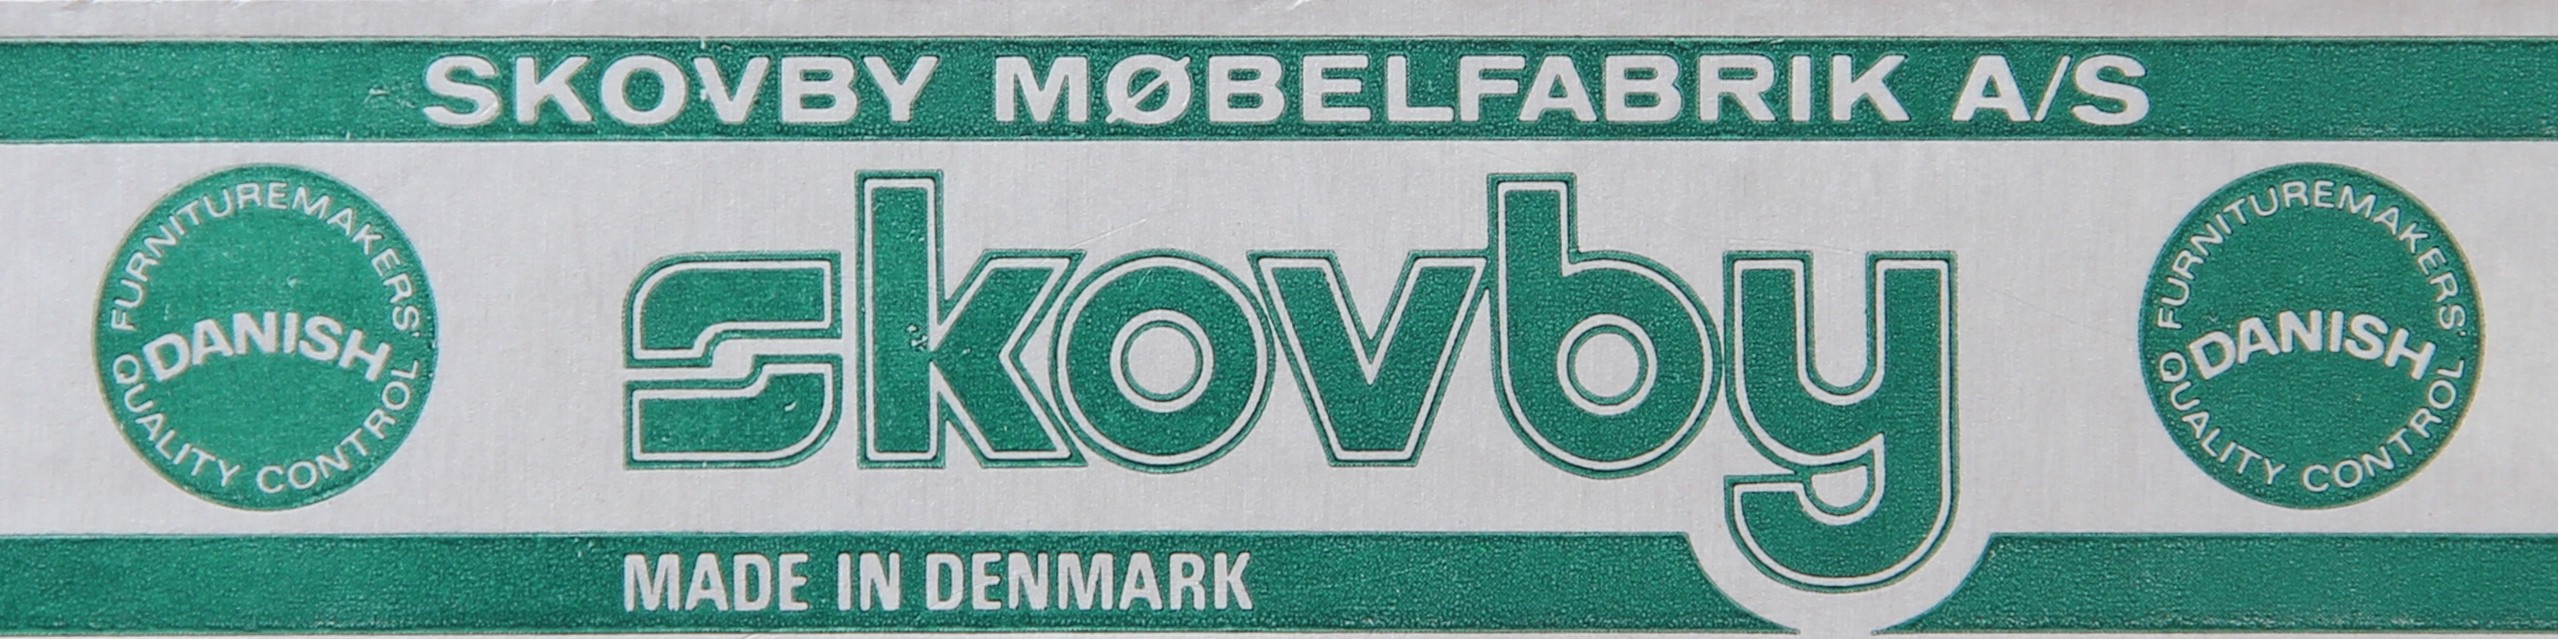 SKOVBY MØBELFABRIK A/S
FURNITUREMAKERS'
DANISH
QUALITY CONTROL
skovby
FURNITUREMAKERS'
DANISH
QUALITY CONTROL
MADE IN DENMARK